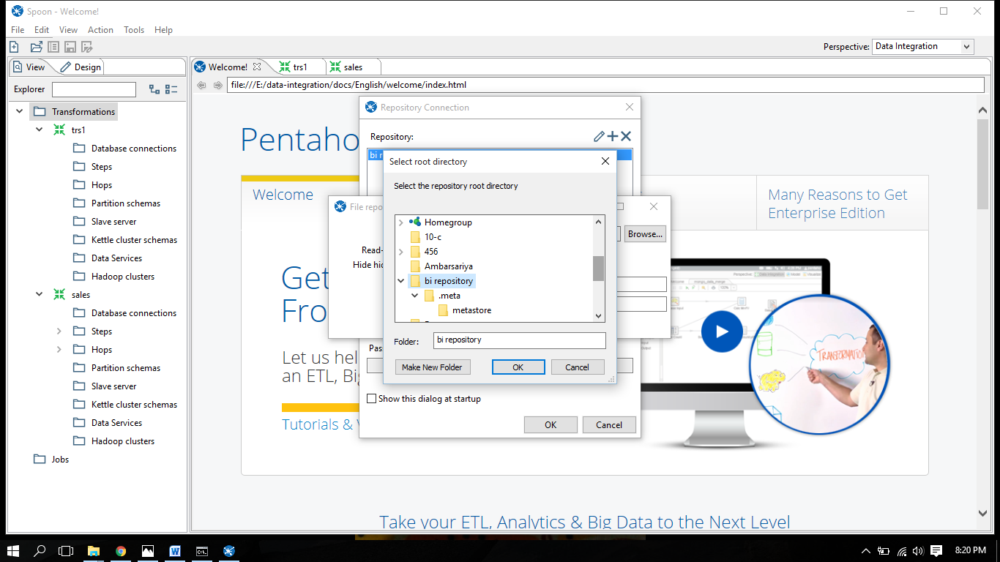 Spoon - Welcome!
File Edit View Action Tools Help
Perspective: Data Integration
View Design
Welcome! trs1 sales
Explorer
file:///E:/data-integration/docs/English/welcome/index.html
Transformations
trs1
Database connections
Steps
Hops
Partition schemas
Slave server
Kettle cluster schemas
Data Services
Hadoop clusters
sales
Database connections
Steps
Hops
Partition schemas
Slave server
Kettle cluster schemas
Data Services
Hadoop clusters
Jobs
Pentaho
Welcome
Many Reasons to Get
Enterprise Edition
Get
Fro
Let us hel
an ETL, Big
Tutorials & V
TRANSFORMATION
Take your ETL, Analytics & Big Data to the Next Level
Repository Connection
Repository:
bi r
Pas
Show this dialog at startup
OK Cancel
File repo
Browse...
Read-
Hide hid
Select root directory
Select the repository root directory
Homegroup
10-c
456
Ambarsariya
bi repository
.meta
metastore
Folder: bi repository
Make New Folder OK Cancel
8:20 PM